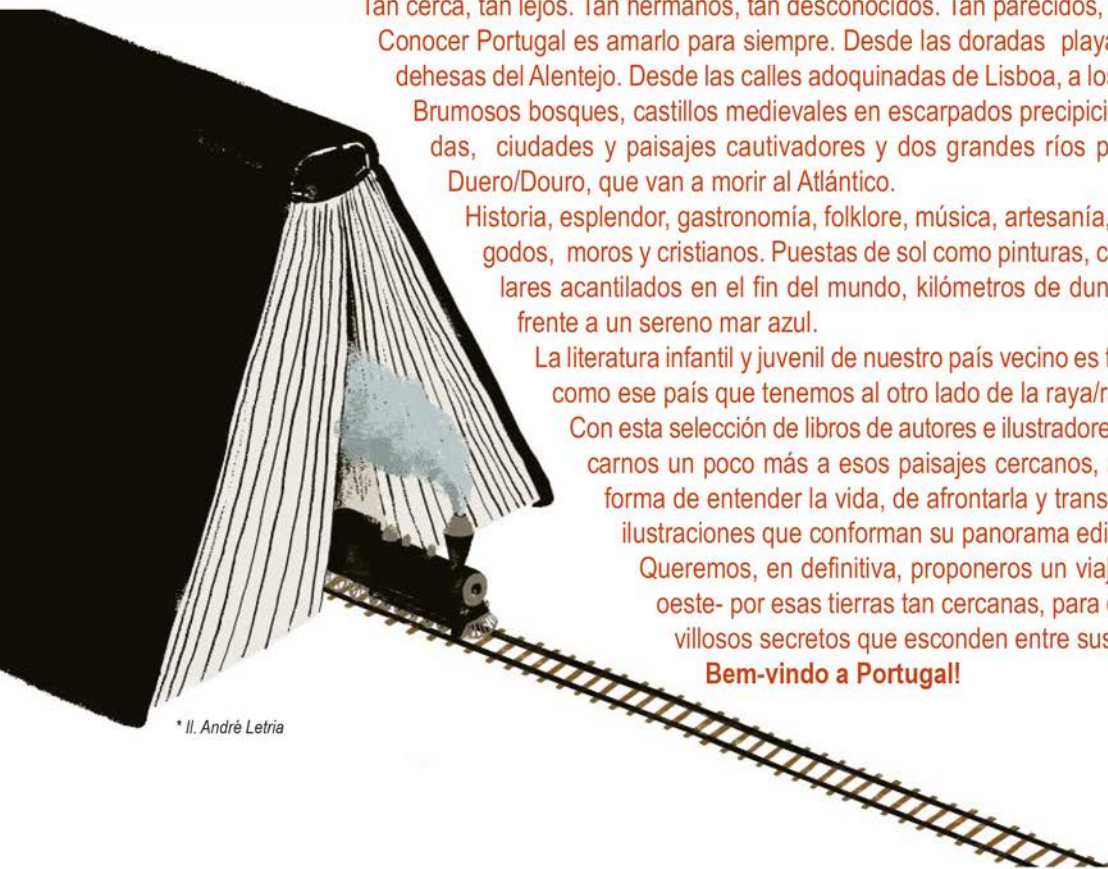 Tan cerca, tan lejos. Tan hermanos, tan desconocidos. Tan parecidos,
Conocer Portugal es amarlo para siempre. Desde las doradas playa
dehesas del Alentejo. Desde las calles adoquinadas de Lisboa, a los
Brumosos bosques, castillos medievales en escarpados precipici
das, ciudades y paisajes cautivadores y dos grandes ríos p
Duero/Douro, que van a morir al Atlántico.
Historia, esplendor, gastronomía, folklore, música, artesanía,
godos, moros y cristianos. Puestas de sol como pinturas, c
lares acantilados en el fin del mundo, kilómetros de dun
frente a un sereno mar azul.
La literatura infantil y juvenil de nuestro país vecino es t
como ese país que tenemos al otro lado de la raya/r
Con esta selección de libros de autores e ilustradore
carnos un poco más a esos paisajes cercanos,
forma de entender la vida, de afrontarla y trans
ilustraciones que conforman su panorama edi
Queremos, en definitiva, proponeros un viaj
oeste- por esas tierras tan cercanas, para
villosos secretos que esconden entre sus
Bem-vindo a Portugal!
* Il. André Letria